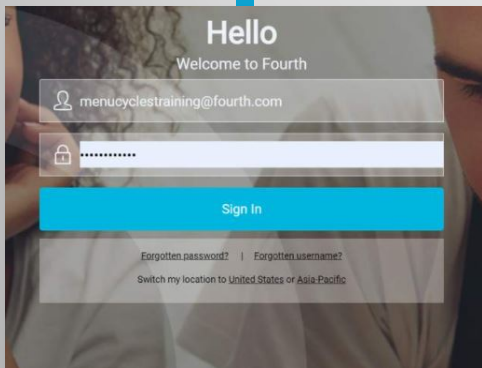 Hello
Welcome to Fourth
menucyclestraining@fourth.com
••••••••••••
Sign In
Forgotten password? | Forgotten username?
Switch my location to United States or Asia-Pacific